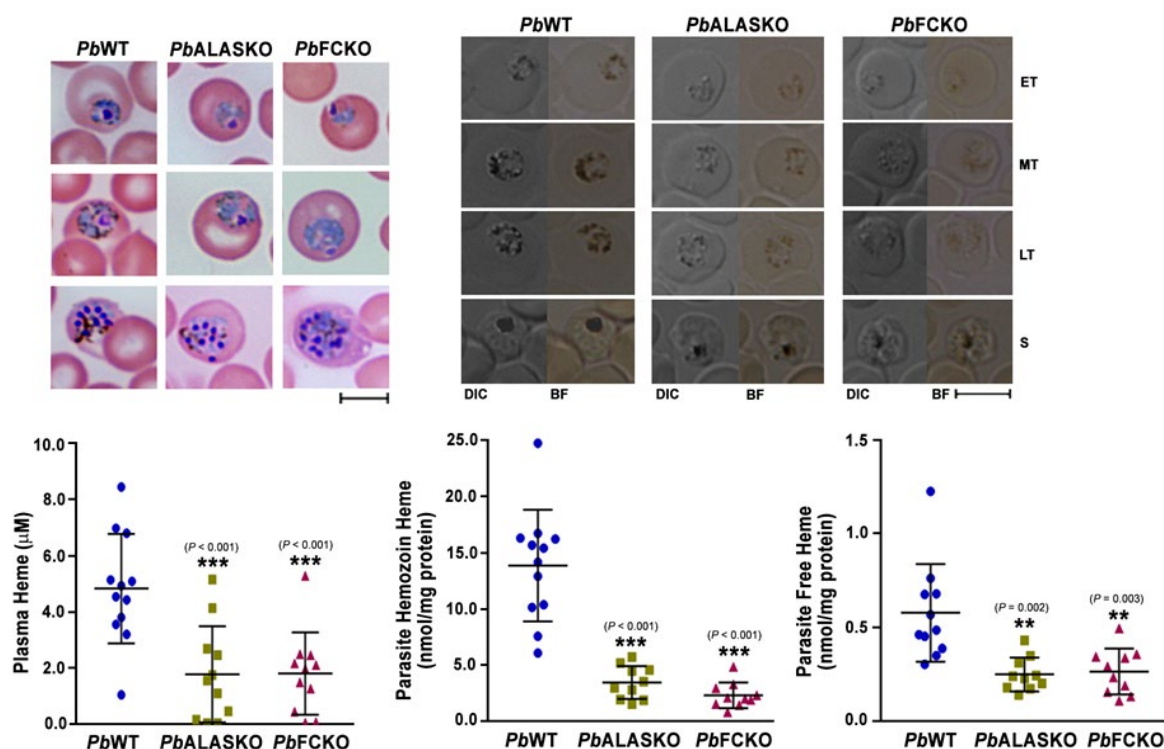 PbWT PbALASKO PbFCKO
PbWT PbALASKO PbFCKO
ET
MT
LT
S
DIC BF DIC BF DIC BF
Plasma Heme (μM)
10.0
8.0
6.0
4.0
2.0
0.0
(P < 0.001)
***
(P < 0.001)
***
PbWT PbALASKO PbFCKO
Parasite Hemozoin Heme
(nmol/mg protein)
25.0
20.0
15.0
10.0
5.0
0.0
(P < 0.001)
***
(P < 0.001)
***
PbWT PbALASKO PbFCKO
Parasite Free Heme
(nmol/mg protein)
1.5
1.0
0.5
0.0
(P = 0.002)
**
(P = 0.003)
**
PbWT PbALASKO PbFCKO